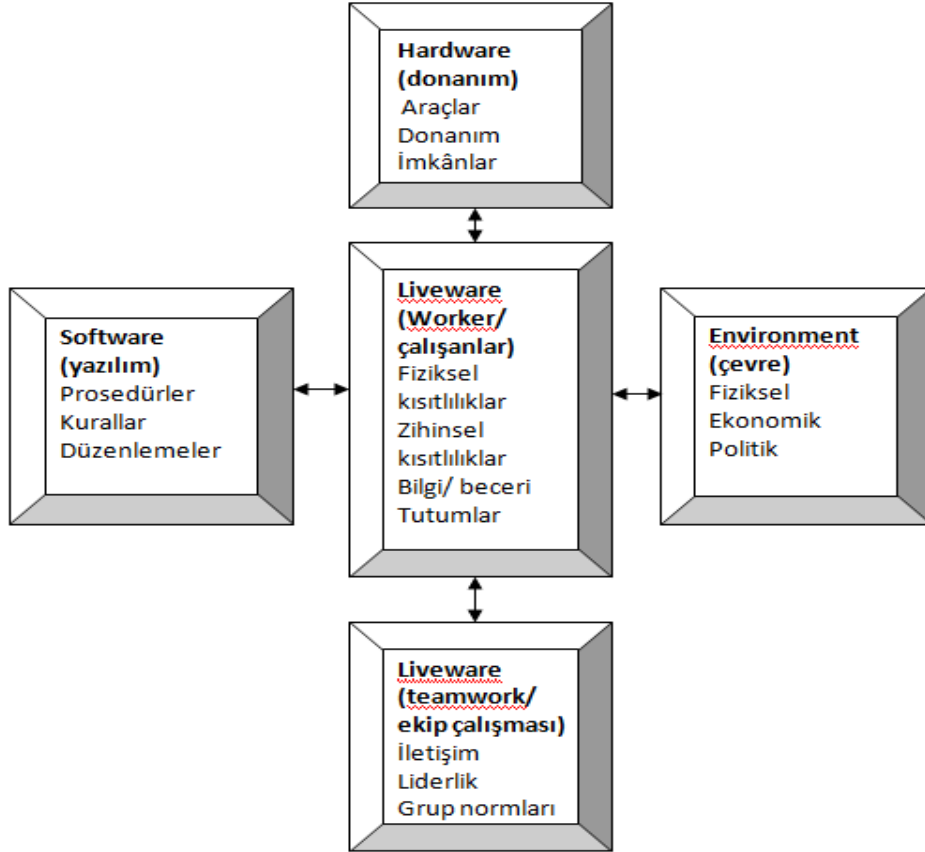 Hardware
(donanım)
Araçlar
Donanım
İmkânlar
Software
(yazılım)
Prosedürler
Kurallar
Düzenlemeler
Liveware
(Worker/
çalışanlar)
Fiziksel
kısıtlılıklar
Zihinsel
kısıtlılıklar
Bilgi/ beceri
Tutumlar
Environment
(çevre)
Fiziksel
Ekonomik
Politik
Liveware
(teamwork/
ekip çalışması)
İletişim
Liderlik
Grup normları